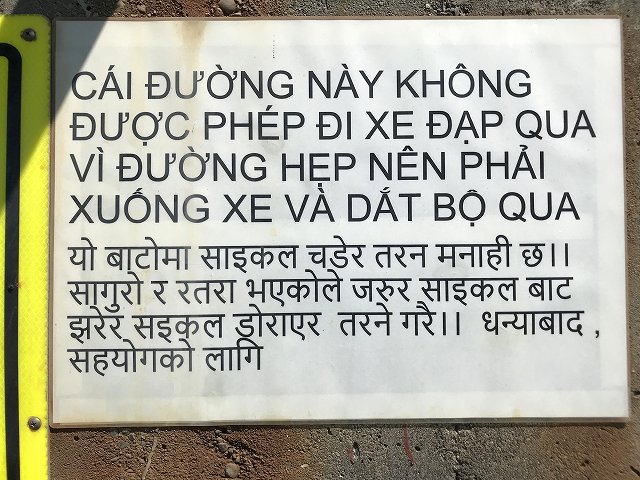 CÁI ĐƯỜNG NÀY KHÔNG
ĐƯỢC PHÉP ĐI XE ĐẠP QUA
VÌ ĐƯỜNG HẸP NÊN PHẢI
XUỐNG XE VÀ DẮT BỘ QUA
यो बाटोमा साइकल चडेर तरन मनाही छ।।
सागुरो र रतरा भएकोले जरुर साइकल बाट
झरेर सइकल डोराएर तरने गरै।। धन्याबाद ,
सहयोगको लागि